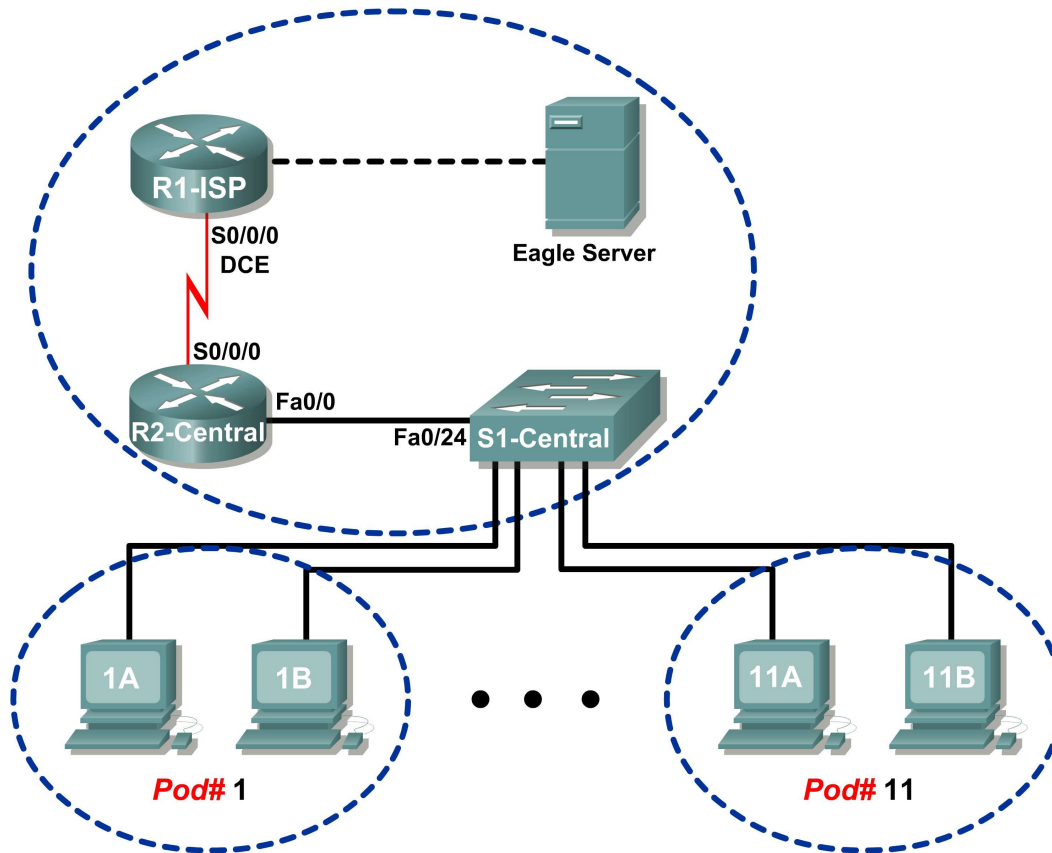 R1-ISP
S0/0/0
DCE
Eagle Server
S0/0/0
R2-Central
Fa0/0
Fa0/24
S1-Central
1A
1B
11A
11B
Pod# 1
Pod# 11